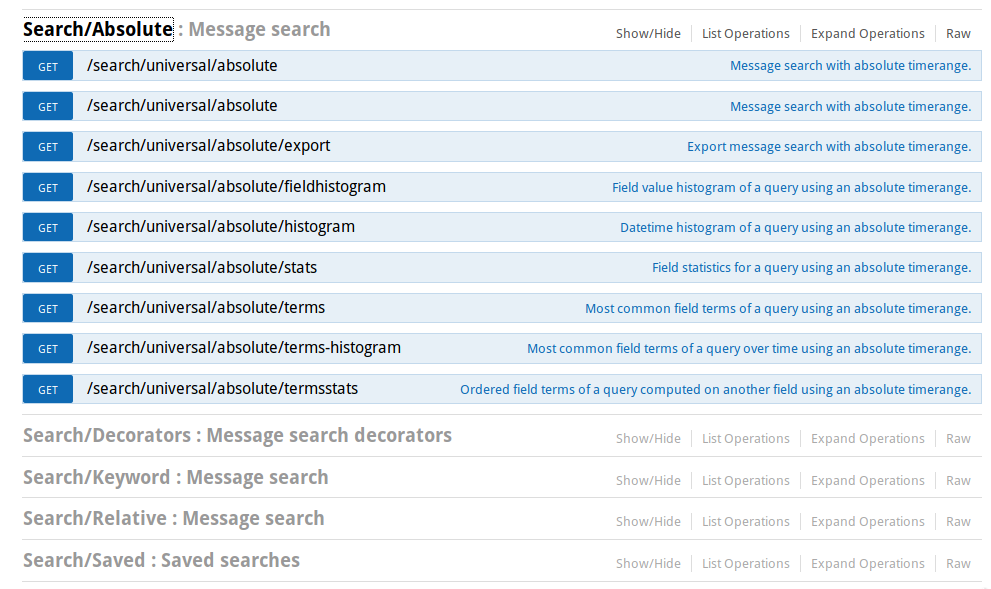 Search/Absolute : Message search Show/Hide List Operations Expand Operations Raw
GET /search/universal/absolute Message search with absolute timerange.
GET /search/universal/absolute Message search with absolute timerange.
GET /search/universal/absolute/export Export message search with absolute timerange.
GET /search/universal/absolute/fieldhistogram Field value histogram of a query using an absolute timerange.
GET /search/universal/absolute/histogram Datetime histogram of a query using an absolute timerange.
GET /search/universal/absolute/stats Field statistics for a query using an absolute timerange.
GET /search/universal/absolute/terms Most common field terms of a query using an absolute timerange.
GET /search/universal/absolute/terms-histogram Most common field terms of a query over time using an absolute timerange.
GET /search/universal/absolute/termsstats Ordered field terms of a query computed on another field using an absolute timerange.
Search/Decorators : Message search decorators Show/Hide List Operations Expand Operations Raw
Search/Keyword : Message search Show/Hide List Operations Expand Operations Raw
Search/Relative : Message search Show/Hide List Operations Expand Operations Raw
Search/Saved : Saved searches Show/Hide List Operations Expand Operations Raw